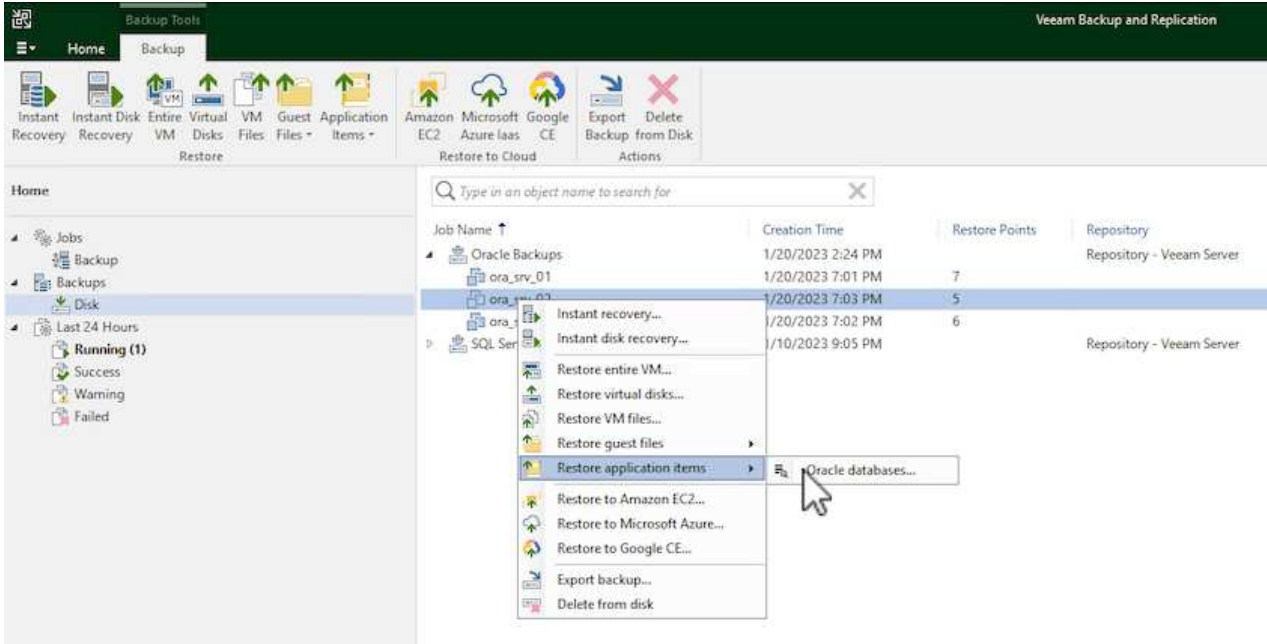 Backup Tools
Veeam Backup and Replication
Home
Backup
Instant Recovery
Instant Disk Recovery
Entire VM
Virtual Disks
VM Files
Guest Files
Application Items
Amazon EC2
Microsoft Azure Iaas
Google CE
Export Backup
Delete from Disk
Restore
Restore to Cloud
Actions
Home
Type in an object name to search for
Jobs
Backup
Backups
Disk
Last 24 Hours
Running (1)
Success
Warning
Failed
Job Name Creation Time Restore Points Repository
Oracle Backups 1/20/2023 2:24 PM Repository - Veeam Server
ora_srv_01 1/20/2023 7:01 PM 7
1/20/2023 7:03 PM 5
1/20/2023 7:02 PM 6
SQL Ser 1/10/2023 9:05 PM Repository - Veeam Server
Instant recovery...
Instant disk recovery...
Restore entire VM...
Restore virtual disks...
Restore VM files...
Restore guest files
Restore application items
Oracle databases...
Restore to Amazon EC2...
Restore to Microsoft Azure...
Restore to Google CE...
Export backup...
Delete from disk